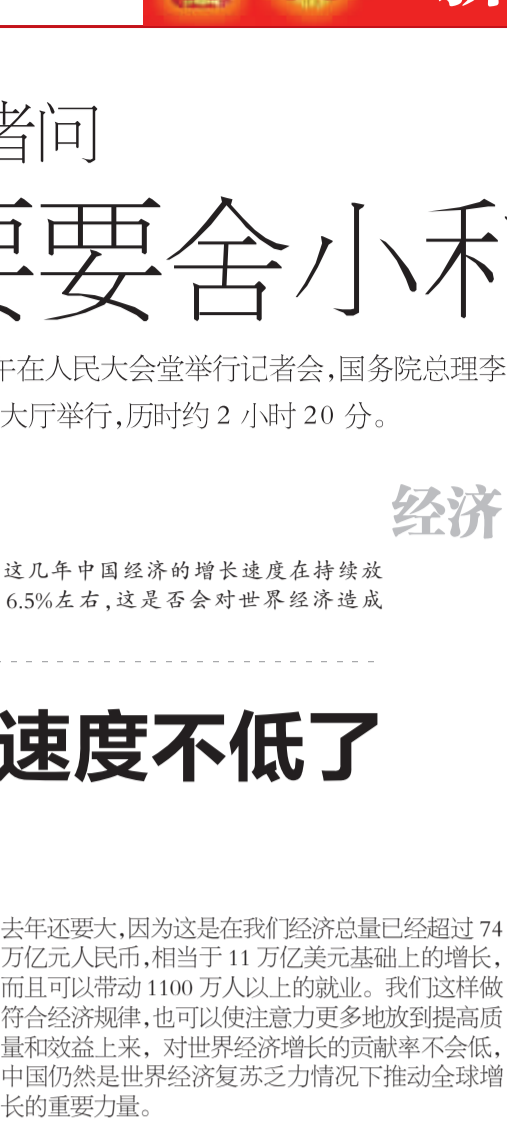 者问
要要舍小利
午在人民大会堂举行记者会,国务院总理李
大厅举行,历时约 2 小时 20 分。
经济
这几年中国经济的增长速度在持续放
6.5%左右,这是否会对世界经济造成
速度不低了
去年还要大,因为这是在我们经济总量已经超过 74
万亿元人民币,相当于 11 万亿美元基础上的增长,
而且可以带动 1100 万人以上的就业。我们这样做
符合经济规律,也可以使注意力更多地放到提高质
量和效益上来, 对世界经济增长的贡献率不会低,
中国仍然是世界经济复苏乏力情况下推动全球增
长的重要力量。